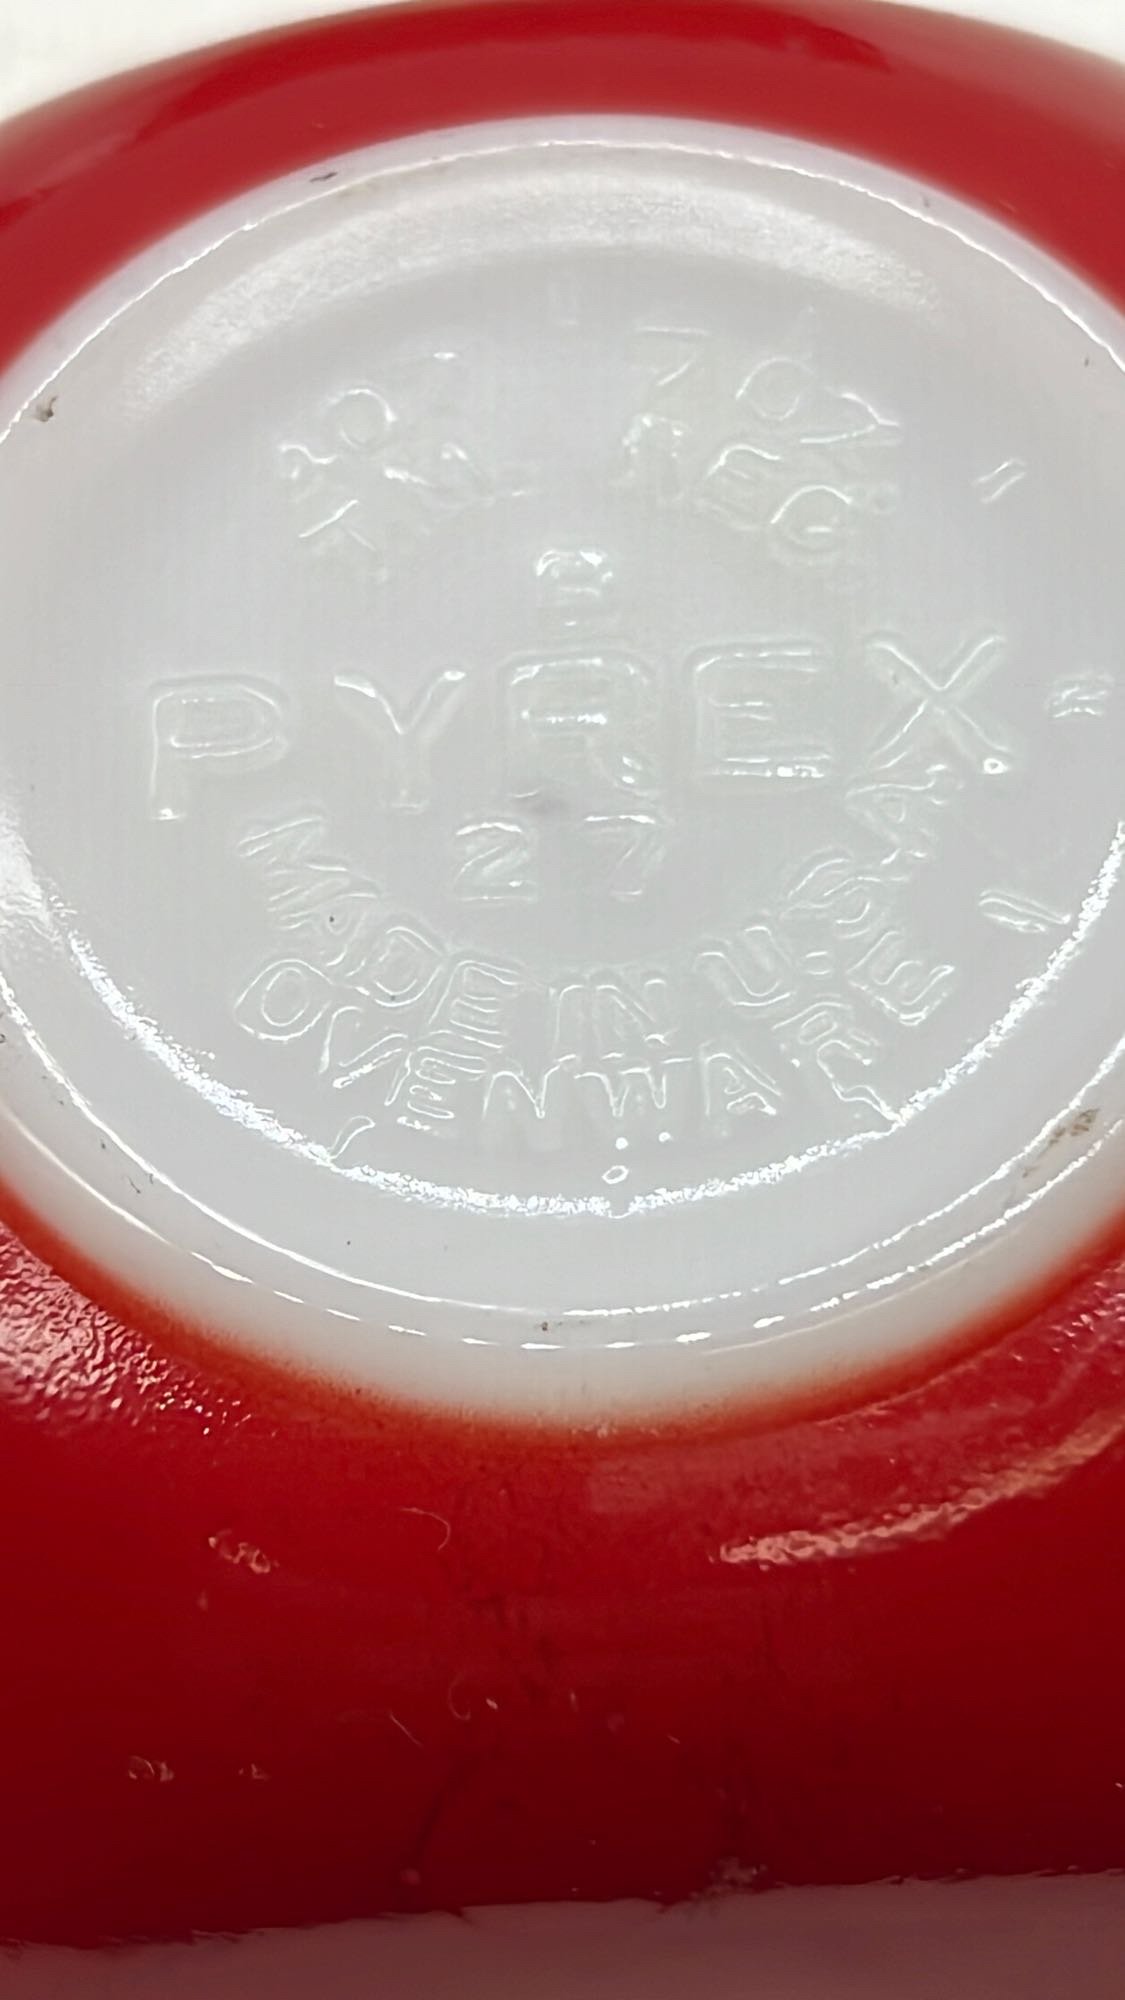 7 OZ.
T.M. REG.
B
PYREX
27
MADE IN U.S.A.
OVENWARE